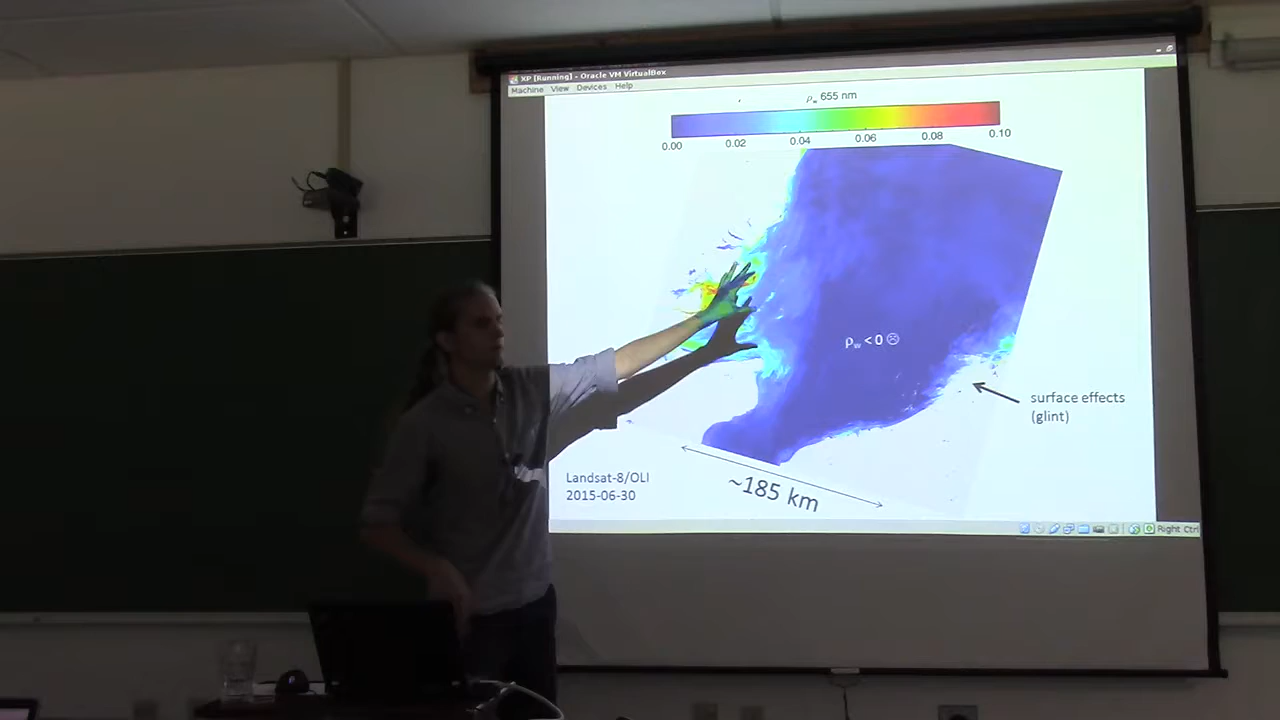 XP [Running] - Oracle VM VirtualBox
Machine View Devices Help
ρw 655 nm
0.00 0.02 0.04 0.06 0.08 0.10
ρw < 0 ☹
surface effects
(glint)
Landsat-8/OLI
2015-06-30
~185 km
Right Ctrl